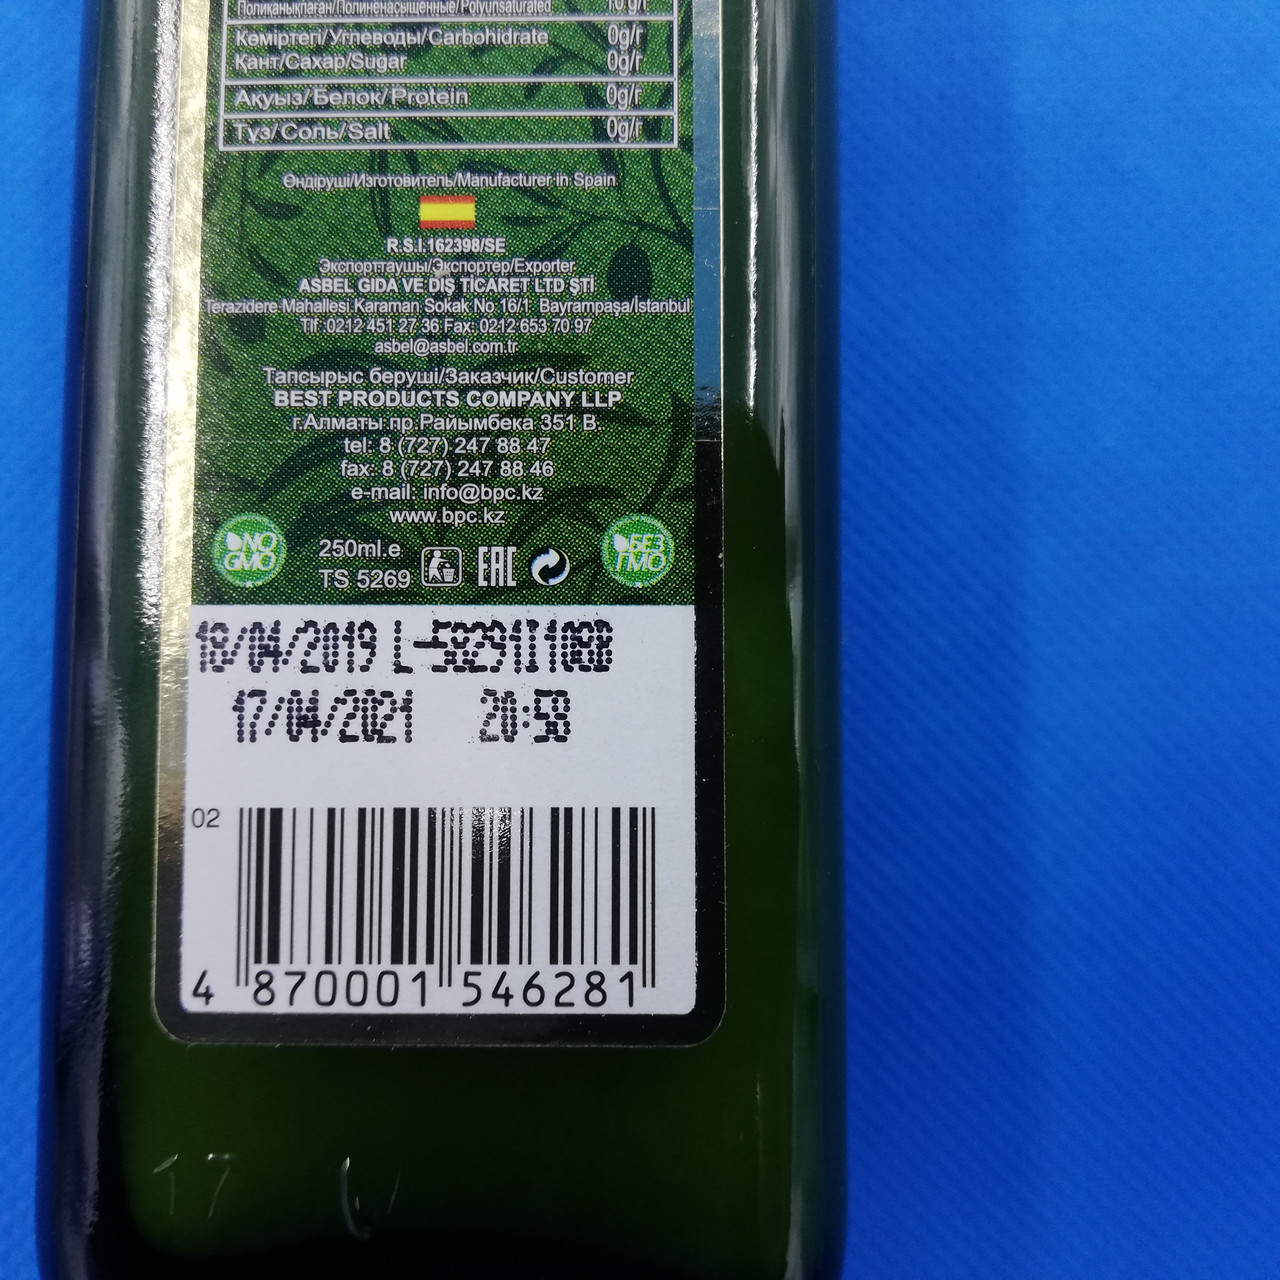 Полиқанықпаған/Полиненасыщенные/Polyunsaturated 10 g/г
Көміртегі/Углеводы/Carbohidrate 0g/г
Қант/Сахар/Sugar 0g/г
Ақуыз/Белок/Protein 0g/г
Тұз/Соль/Salt 0g/г
Өндіруші/Изготовитель/Manufacturer in Spain
R.S.I.162398/SE
Экспорттаушы/Экспортер/Exporter
ASBEL GIDA VE DIŞ TİCARET LTD ŞTİ
Terazidere Mahallesi Karaman Sokak No 16/1 Bayrampaşa/İstanbul
Tlf :0212 451 27 36 Fax: 0212 653 70 97
asbel@asbel.com.tr
Тапсырыс беруші/Заказчик/Customer
BEST PRODUCTS COMPANY LLP
г.Алматы пр.Райымбека 351 В.
tel: 8 (727) 247 88 47
fax: 8 (727) 247 88 46
e-mail: info@bpc.kz
www.bpc.kz
NO GMO
250ml.e
TS 5269
EAC
БЕЗ ГМО
18/04/2019
17/04/2021 20:58
02
4 870001 546281
17